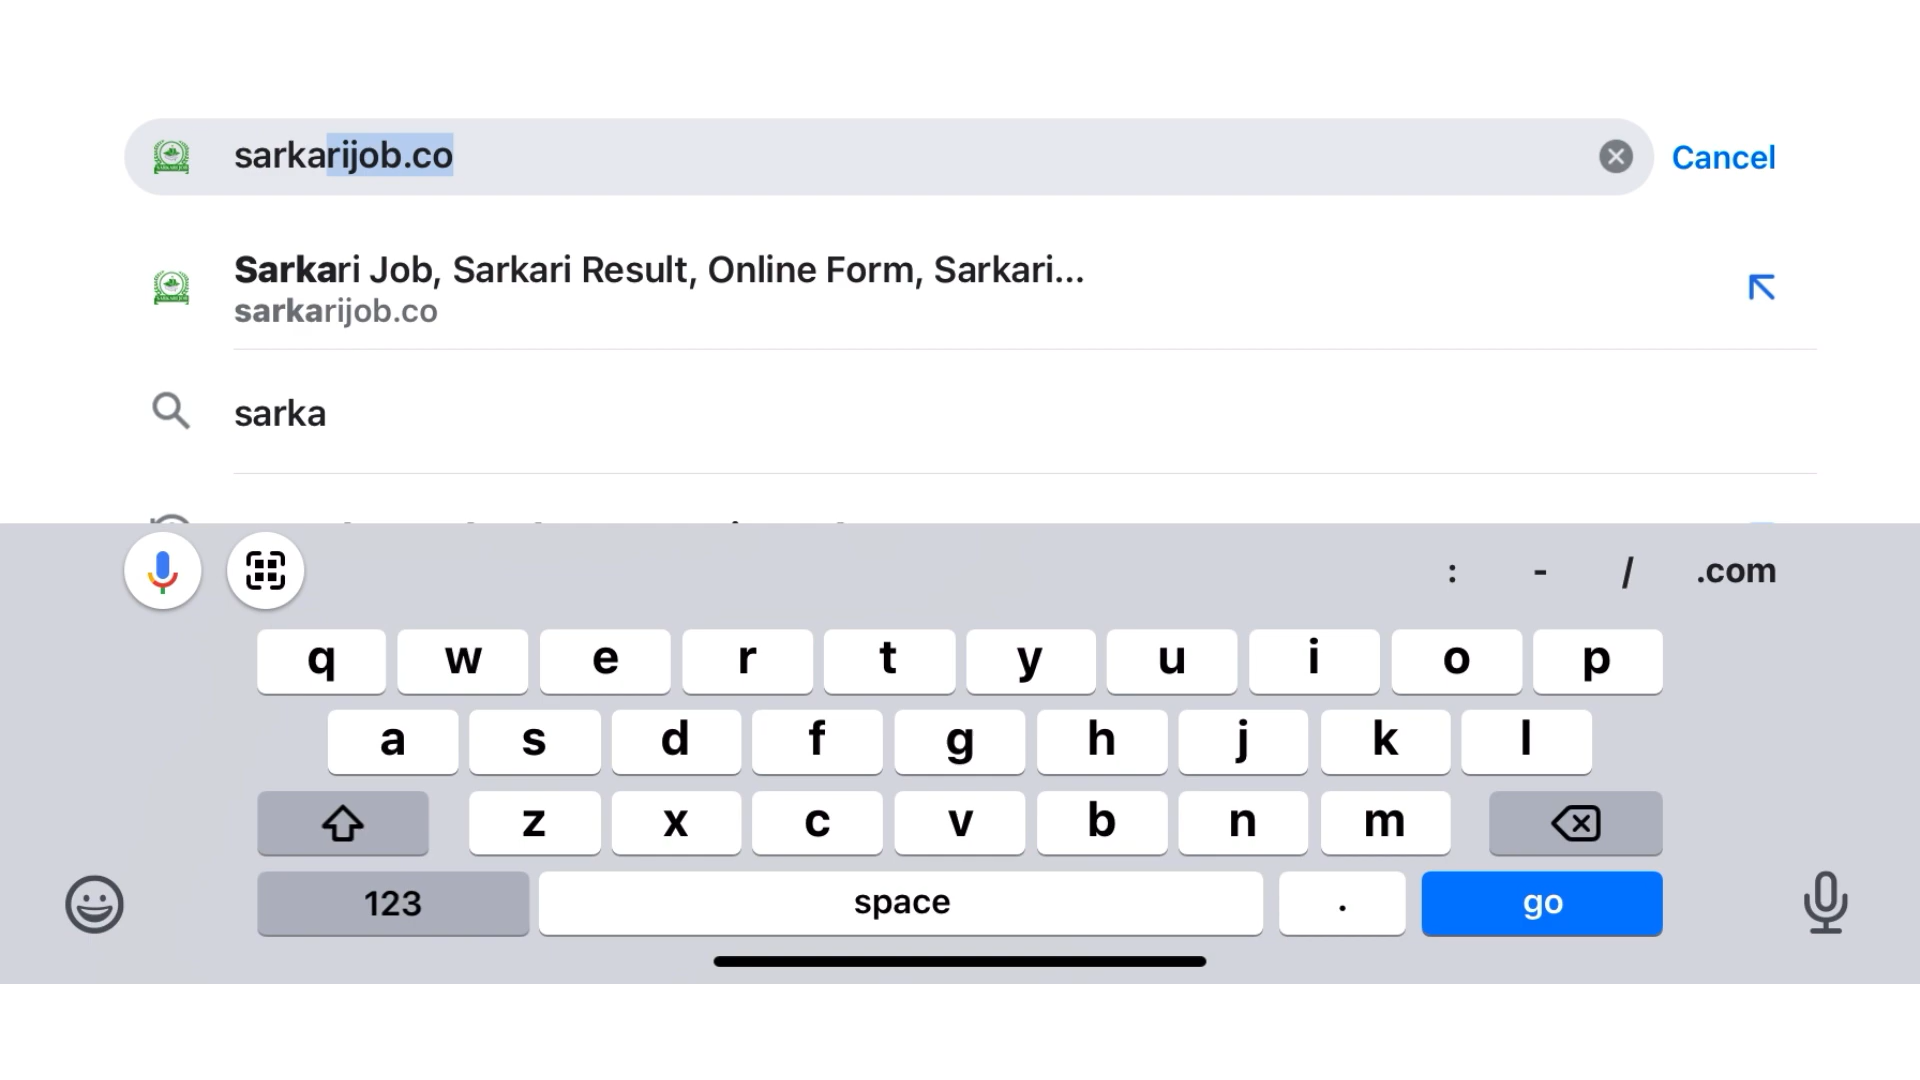 sarkarijob.co
Cancel
Sarkari Job, Sarkari Result, Online Form, Sarkari...
sarkarijob.co
sarka
: - / .com
q w e r t y u i o p
a s d f g h j k l
z x c v b n m
123 space . go